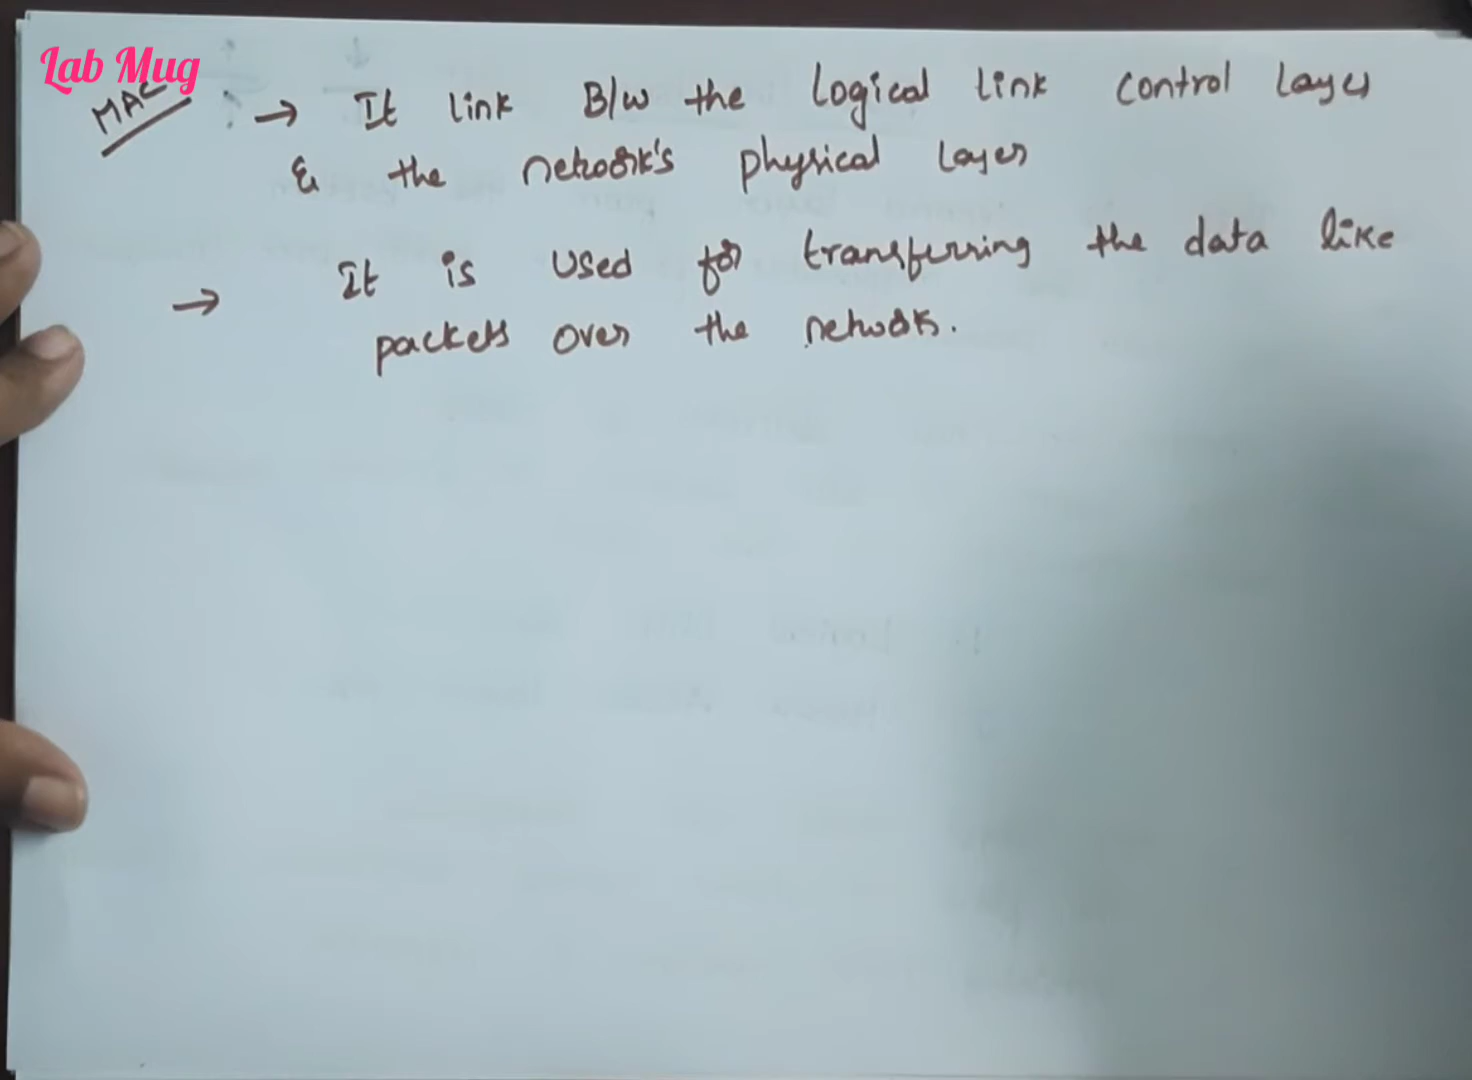 Lab Mug
MAC : → It link B/w the Logical link control Layer
& the network's physical Layer
→ It is used for transferring the data like
packets over the network.